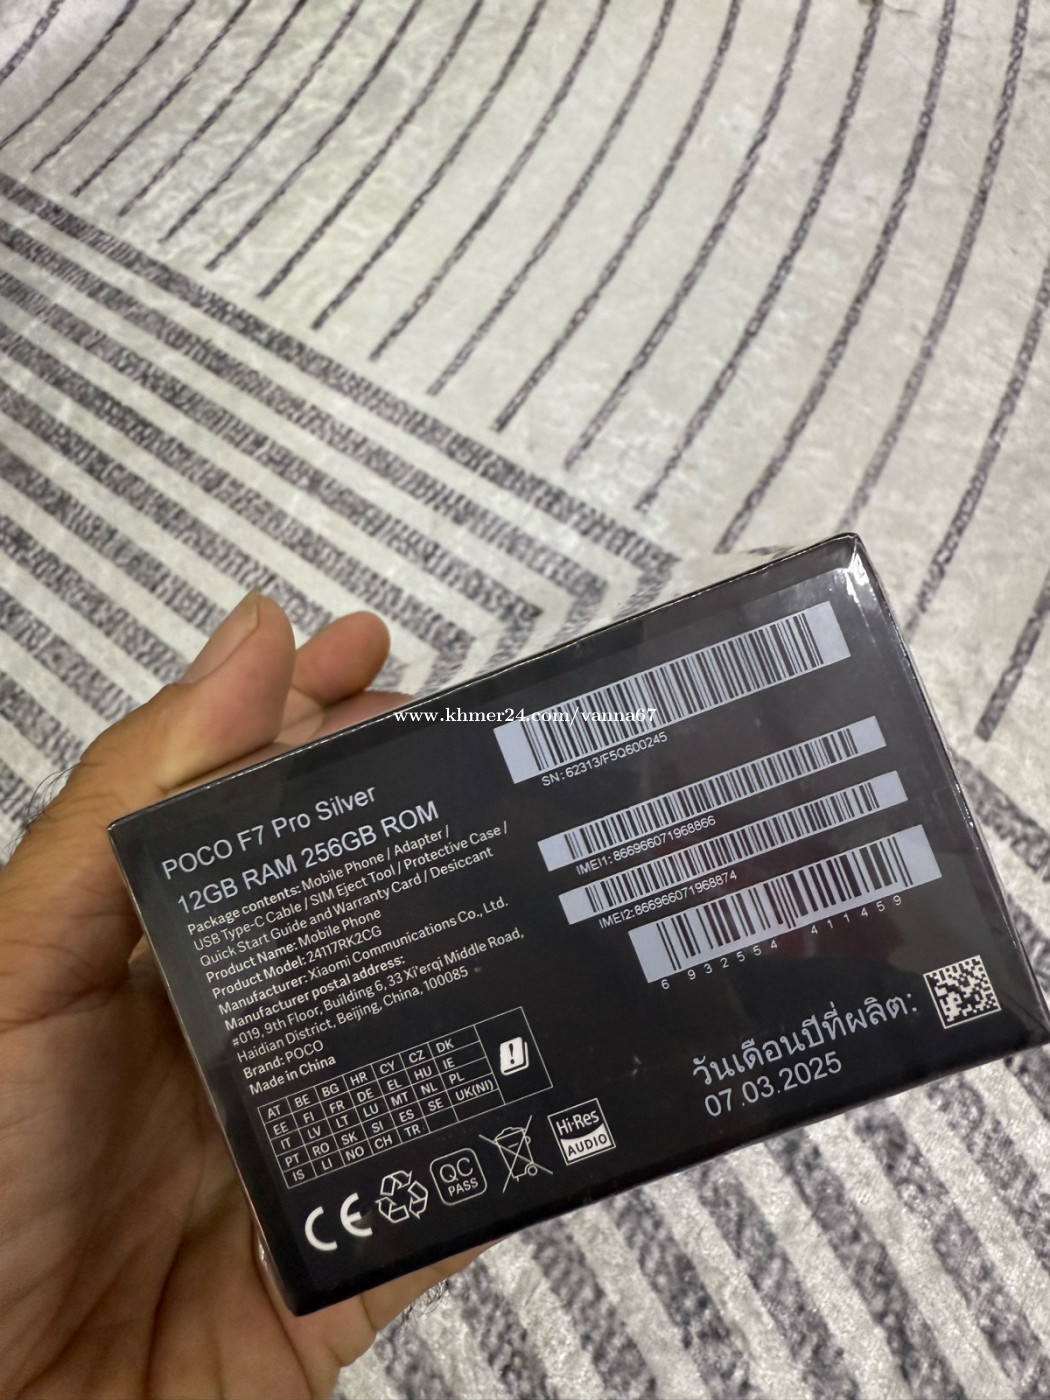 www.khmer24.com/vanna67
SN: 62313/F5Q600245
IMEI1: 866966071968866
IMEI2: 866966071968874
6 932554 411459
POCO F7 Pro Silver
12GB RAM 256GB ROM
Package contents: Mobile Phone / Adapter /
USB Type-C Cable / SIM Eject Tool / Protective Case /
Quick Start Guide and Warranty Card / Desiccant
Product Name: Mobile Phone
Product Model: 24117RK2CG
Manufacturer: Xiaomi Communications Co., Ltd.
Manufacturer postal address:
#019, 9th Floor, Building 6, 33 Xi'erqi Middle Road,
Haidian District, Beijing, China, 100085
Brand: POCO
Made in China
AT BE BG HR CY CZ DK
EE FI FR DE EL HU IE
IT LV LT LU MT NL PL
PT RO SK SI ES SE UK(NI)
IS LI NO CH TR
วันเดือนปีที่ผลิต:
07.03.2025
CE
QC
PASS
Hi-Res
AUDIO